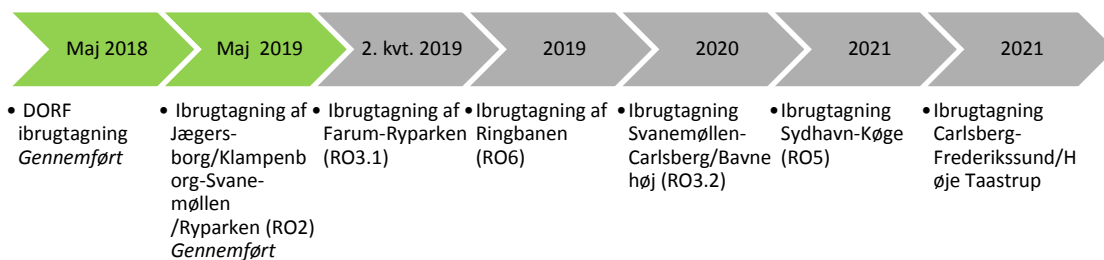 Maj 2018
Maj 2019
2. kvt. 2019
2019
2020
2021
2021
• DORF
ibrugtagning
Gennemført
• Ibrugtagning af
Jægers-
borg/Klampenb
org-Svane-
møllen
/Ryparken (RO2)
Gennemført
• Ibrugtagning af
Farum-Ryparken
(RO3.1)
• Ibrugtagning af
Ringbanen
(RO6)
• Ibrugtagning
Svanemøllen-
Carlsberg/Bavne
høj (RO3.2)
• Ibrugtagning
Sydhavn-Køge
(RO5)
• Ibrugtagning
Carlsberg-
Frederikssund/H
øje Taastrup